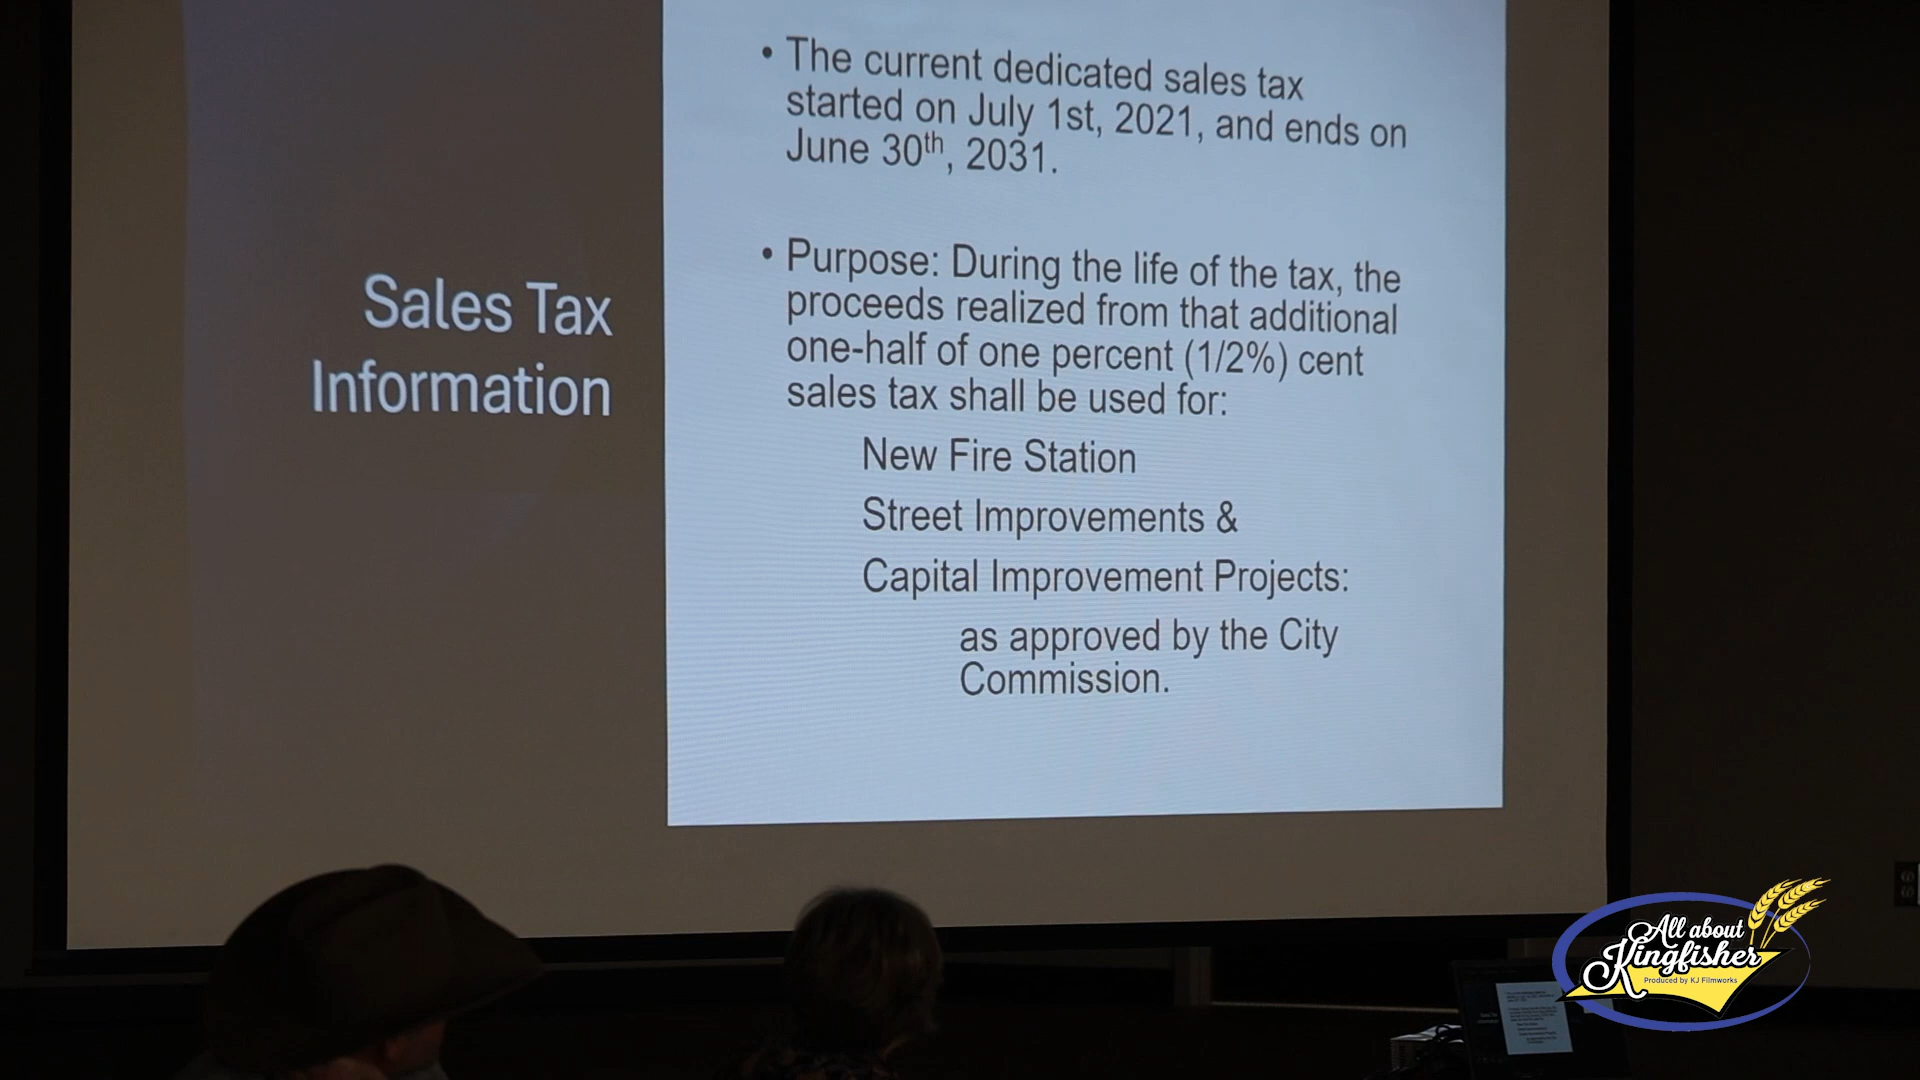 Sales Tax
Information
• The current dedicated sales tax
started on July 1st, 2021, and ends on
June 30th, 2031.
• Purpose: During the life of the tax, the
proceeds realized from that additional
one-half of one percent (1/2%) cent
sales tax shall be used for:
New Fire Station
Street Improvements &
Capital Improvement Projects:
as approved by the City
Commission.
All about
Kingfisher
Produced by KJ Filmworks